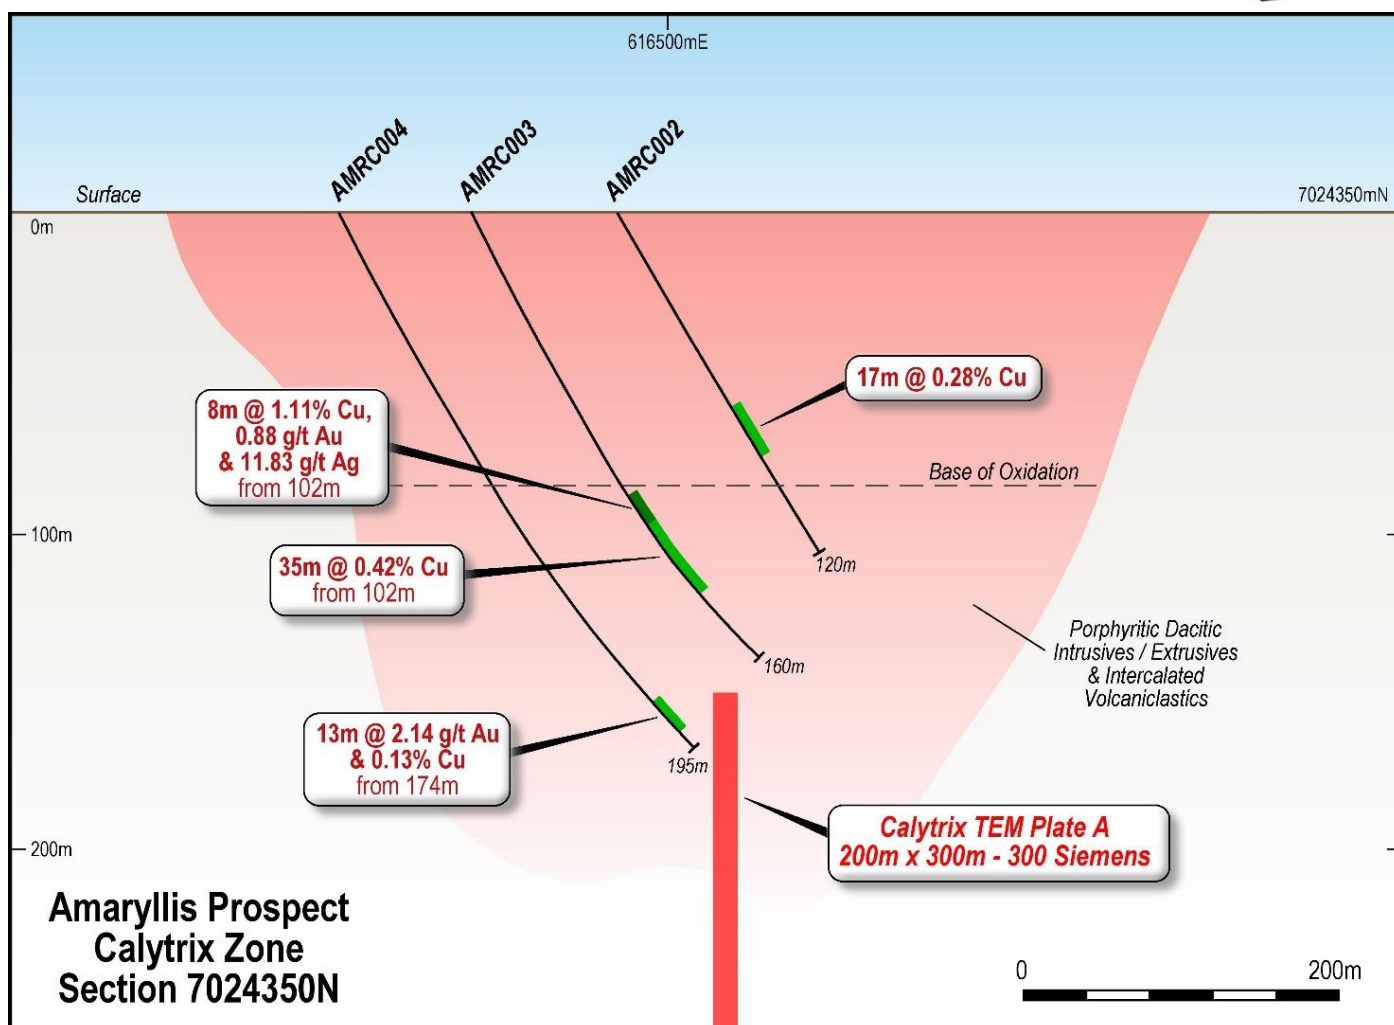 616500mE
AMRC004
AMRC003
AMRC002
Surface
7024350mN
0m
17m @ 0.28% Cu
8m @ 1.11% Cu,
0.88 g/t Au
& 11.83 g/t Ag
from 102m
Base of Oxidation
100m
35m @ 0.42% Cu
from 102m
120m
Porphyritic Dacitic
Intrusives / Extrusives
& Intercalated
Volcaniclastics
160m
13m @ 2.14 g/t Au
& 0.13% Cu
from 174m
195m
Calytrix TEM Plate A
200m x 300m - 300 Siemens
200m
Amaryllis Prospect
Calytrix Zone
Section 7024350N
0
200m